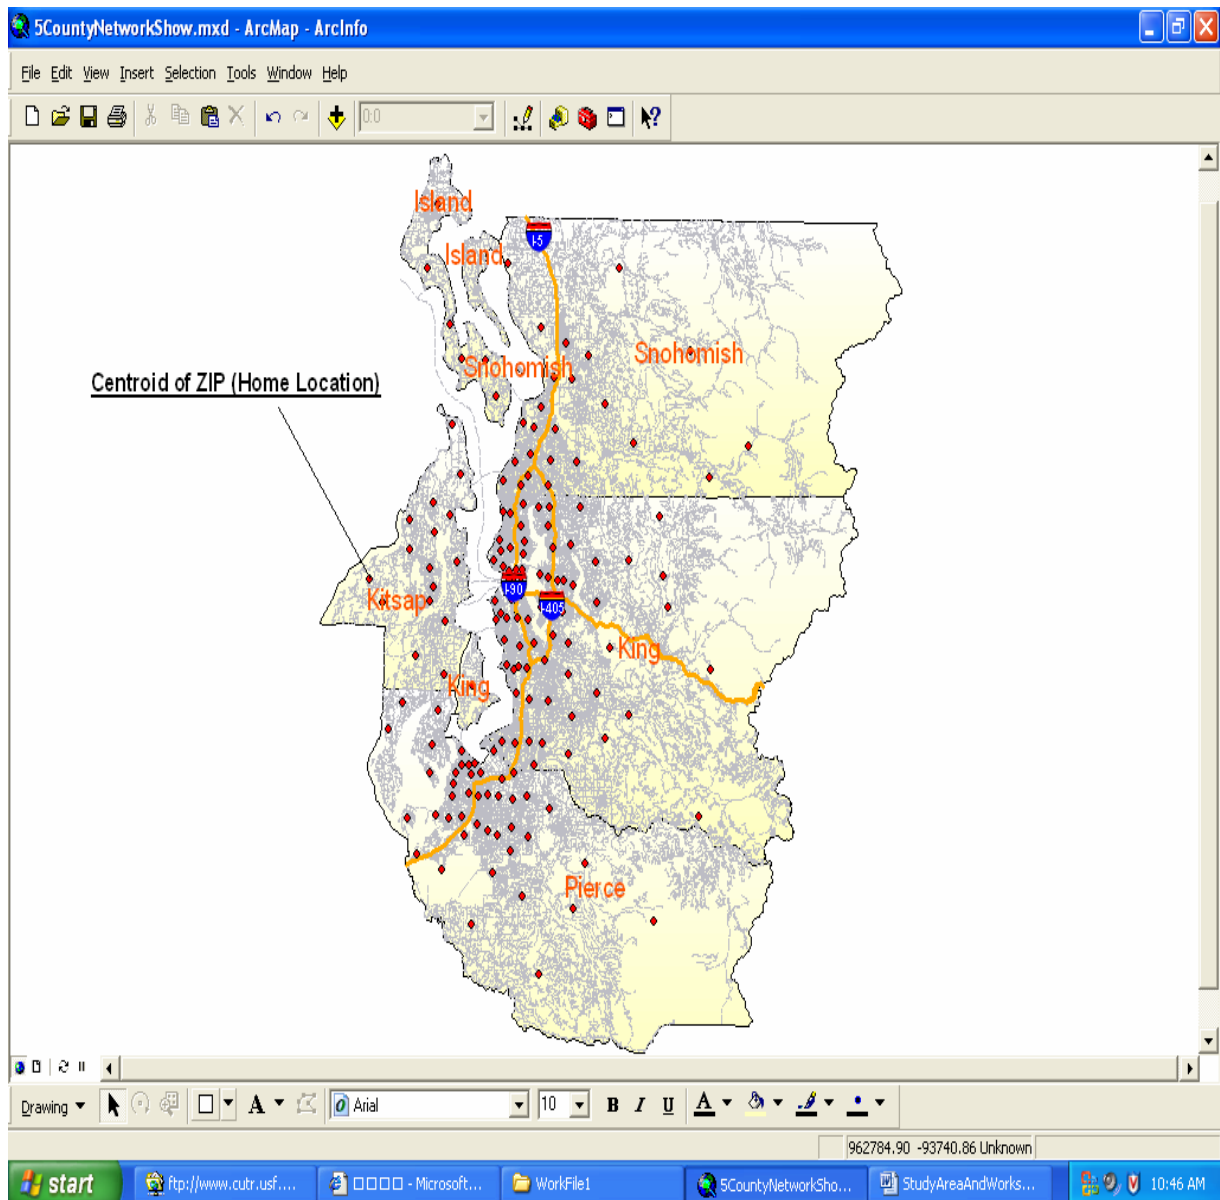 5CountyNetworkShow.mxd - ArcMap - ArcInfo
File Edit View Insert Selection Tools Window Help
0:0
Island
I-5
Island
Snohomish
Snohomish
Centroid of ZIP (Home Location)
I-90
Kitsap
I-405
King
King
Pierce
Drawing A Arial 10 B I U A
962784.90 -93740.86 Unknown
start ftp://www.cutr.usf.... □□□□ - Microsoft... WorkFile1 5CountyNetworkSho... StudyAreaAndWorks... 10:46 AM